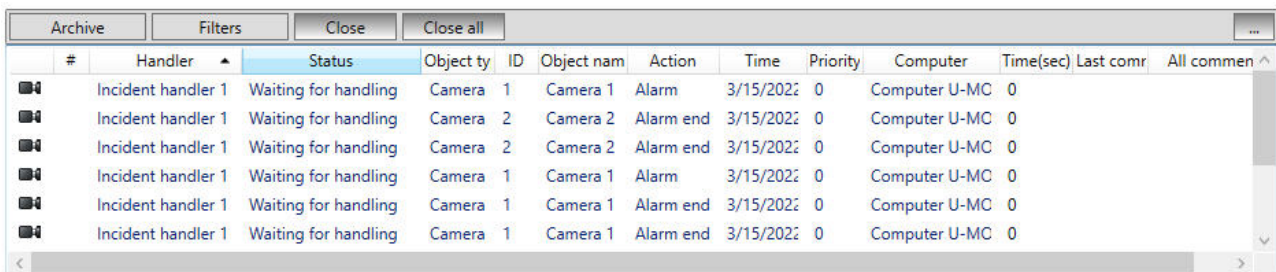 Archive Filters Close Close all ...
# Handler Status Object ty ID Object nam Action Time Priority Computer Time(sec) Last comr All commen
Incident handler 1 Waiting for handling Camera 1 Camera 1 Alarm 3/15/2022 0 Computer U-MO 0
Incident handler 1 Waiting for handling Camera 2 Camera 2 Alarm end 3/15/2022 0 Computer U-MO 0
Incident handler 1 Waiting for handling Camera 2 Camera 2 Alarm end 3/15/2022 0 Computer U-MO 0
Incident handler 1 Waiting for handling Camera 1 Camera 1 Alarm 3/15/2022 0 Computer U-MO 0
Incident handler 1 Waiting for handling Camera 1 Camera 1 Alarm end 3/15/2022 0 Computer U-MO 0
Incident handler 1 Waiting for handling Camera 1 Camera 1 Alarm end 3/15/2022 0 Computer U-MO 0